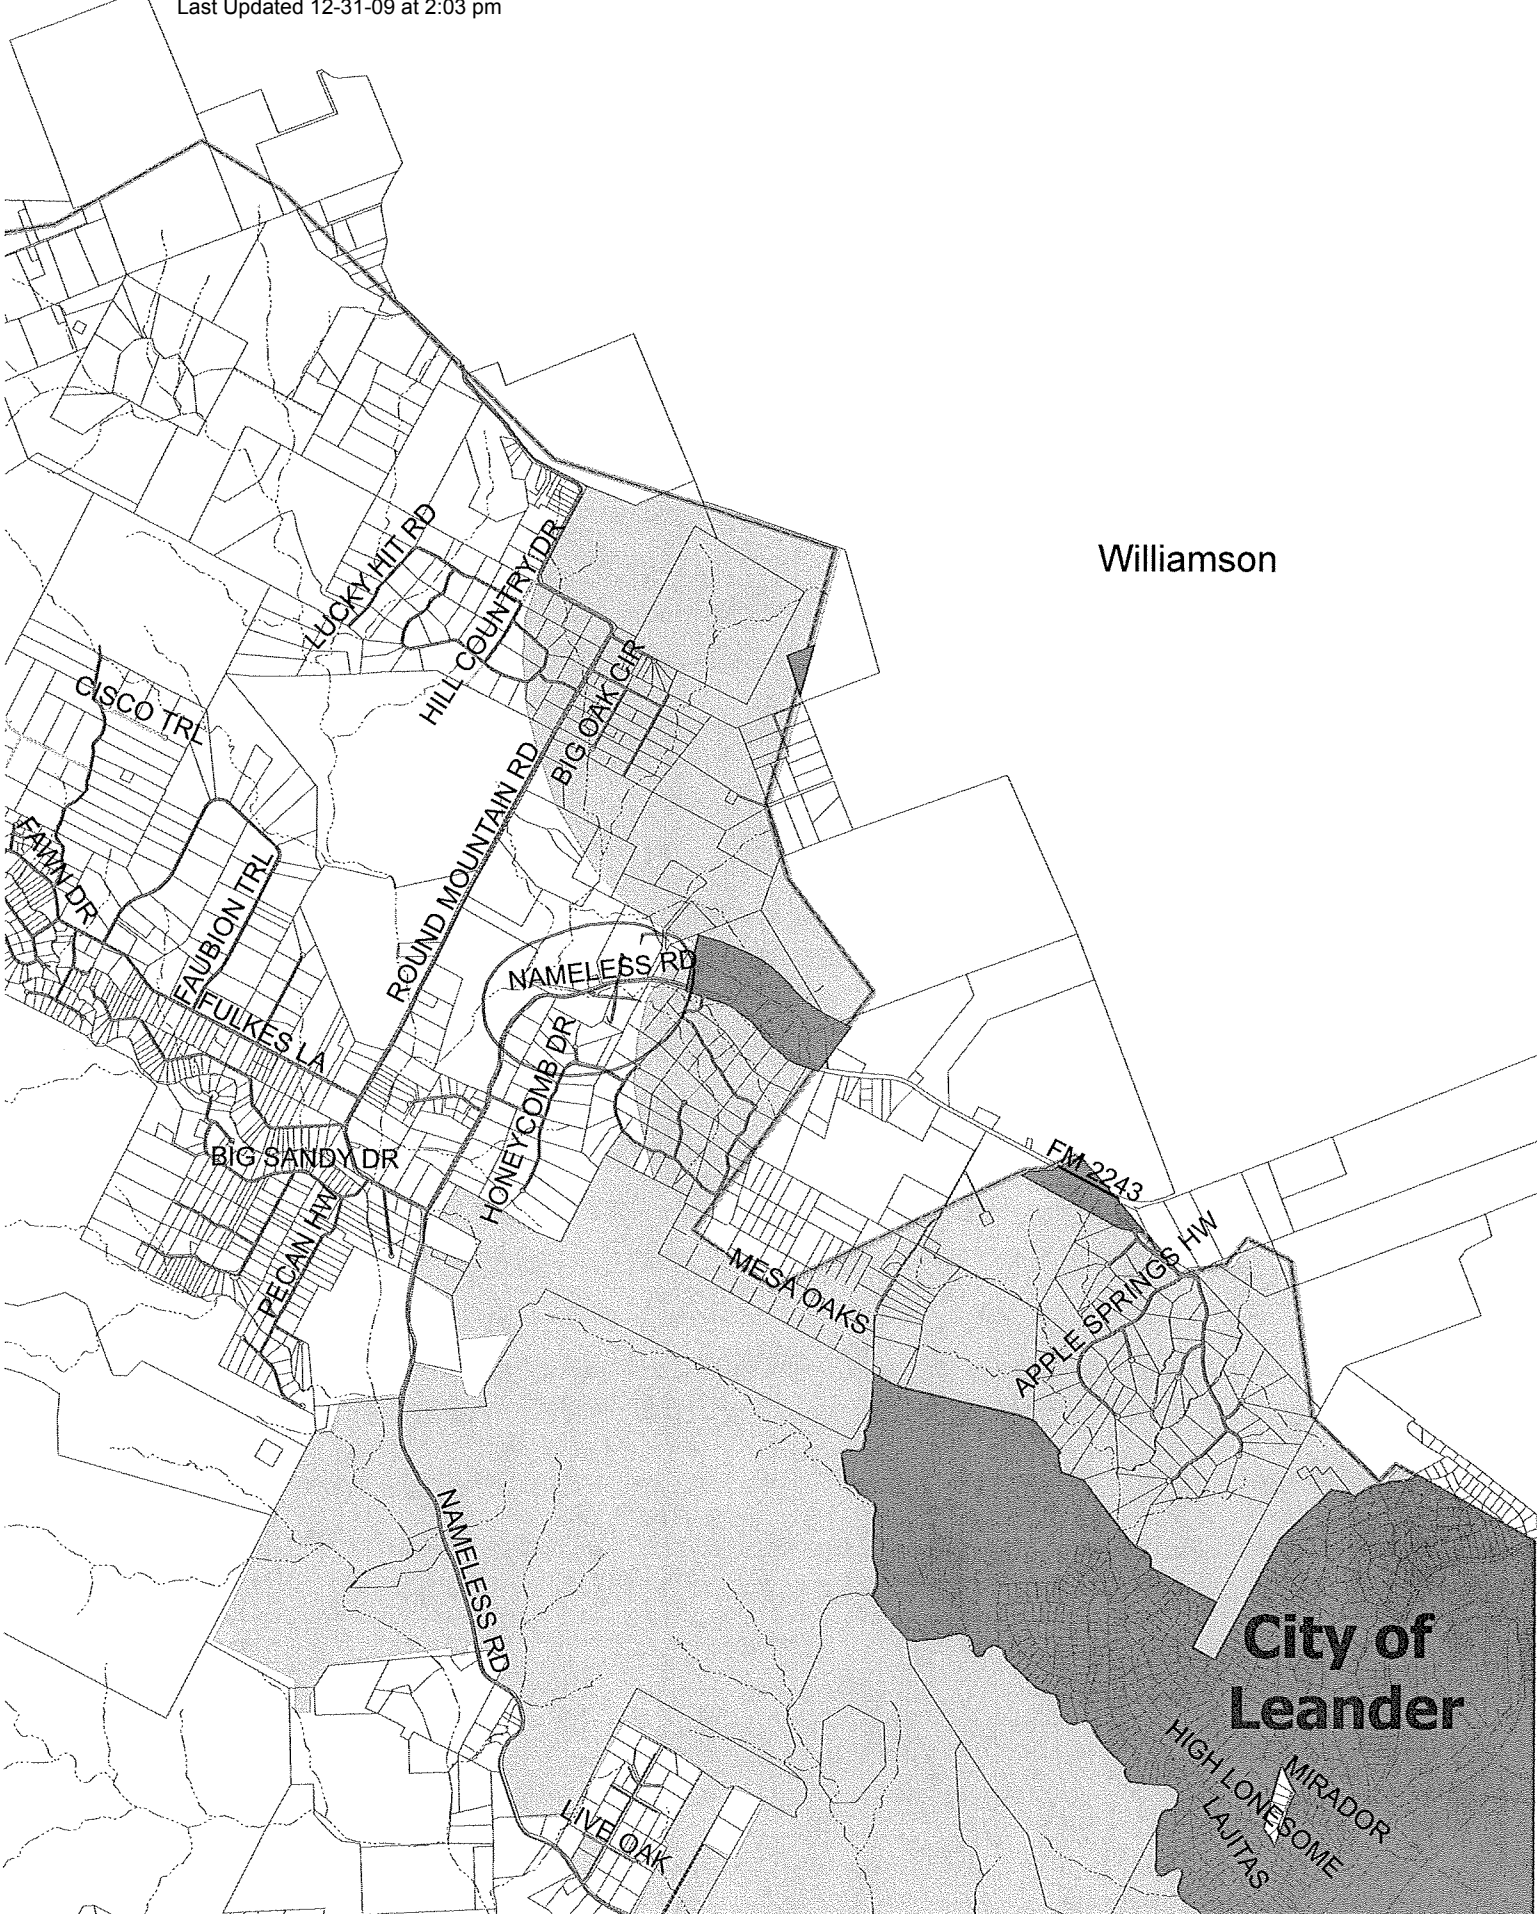 Last Updated 12-31-09 at 2:03 pm
Williamson
LUCKY HIT RD
HILL COUNTRY DR
BIG OAK CIR
CISCO TRL
ROUND MOUNTAIN RD
FAWN DR
FAUBION TRL
NAMELESS RD
FULKES LA
HONEYCOMB DR
BIG SANDY DR
FM 2243
PECAN HW
MESA OAKS
APPLE SPRINGS HW
NAMELESS RD
City of
Leander
HIGH LONESOME
MIRADOR
LAJITAS
LIVE OAK